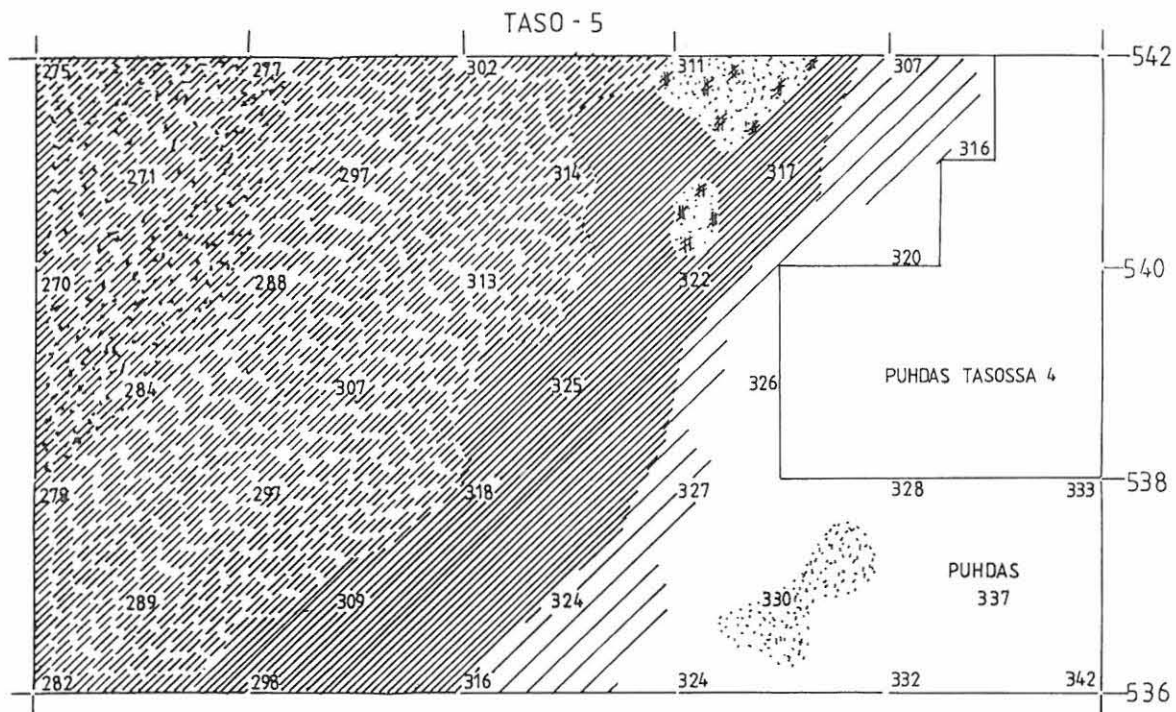 TASO - 5
275 277 302 311 307 542
316
271 297 314 317
320
270 288 313 322 540
284 307 325 326 PUHDAS TASOSSA 4
278 297 318 327 328 333 538
PUHDAS
289 309 324 330 337
282 298 316 324 332 342 536